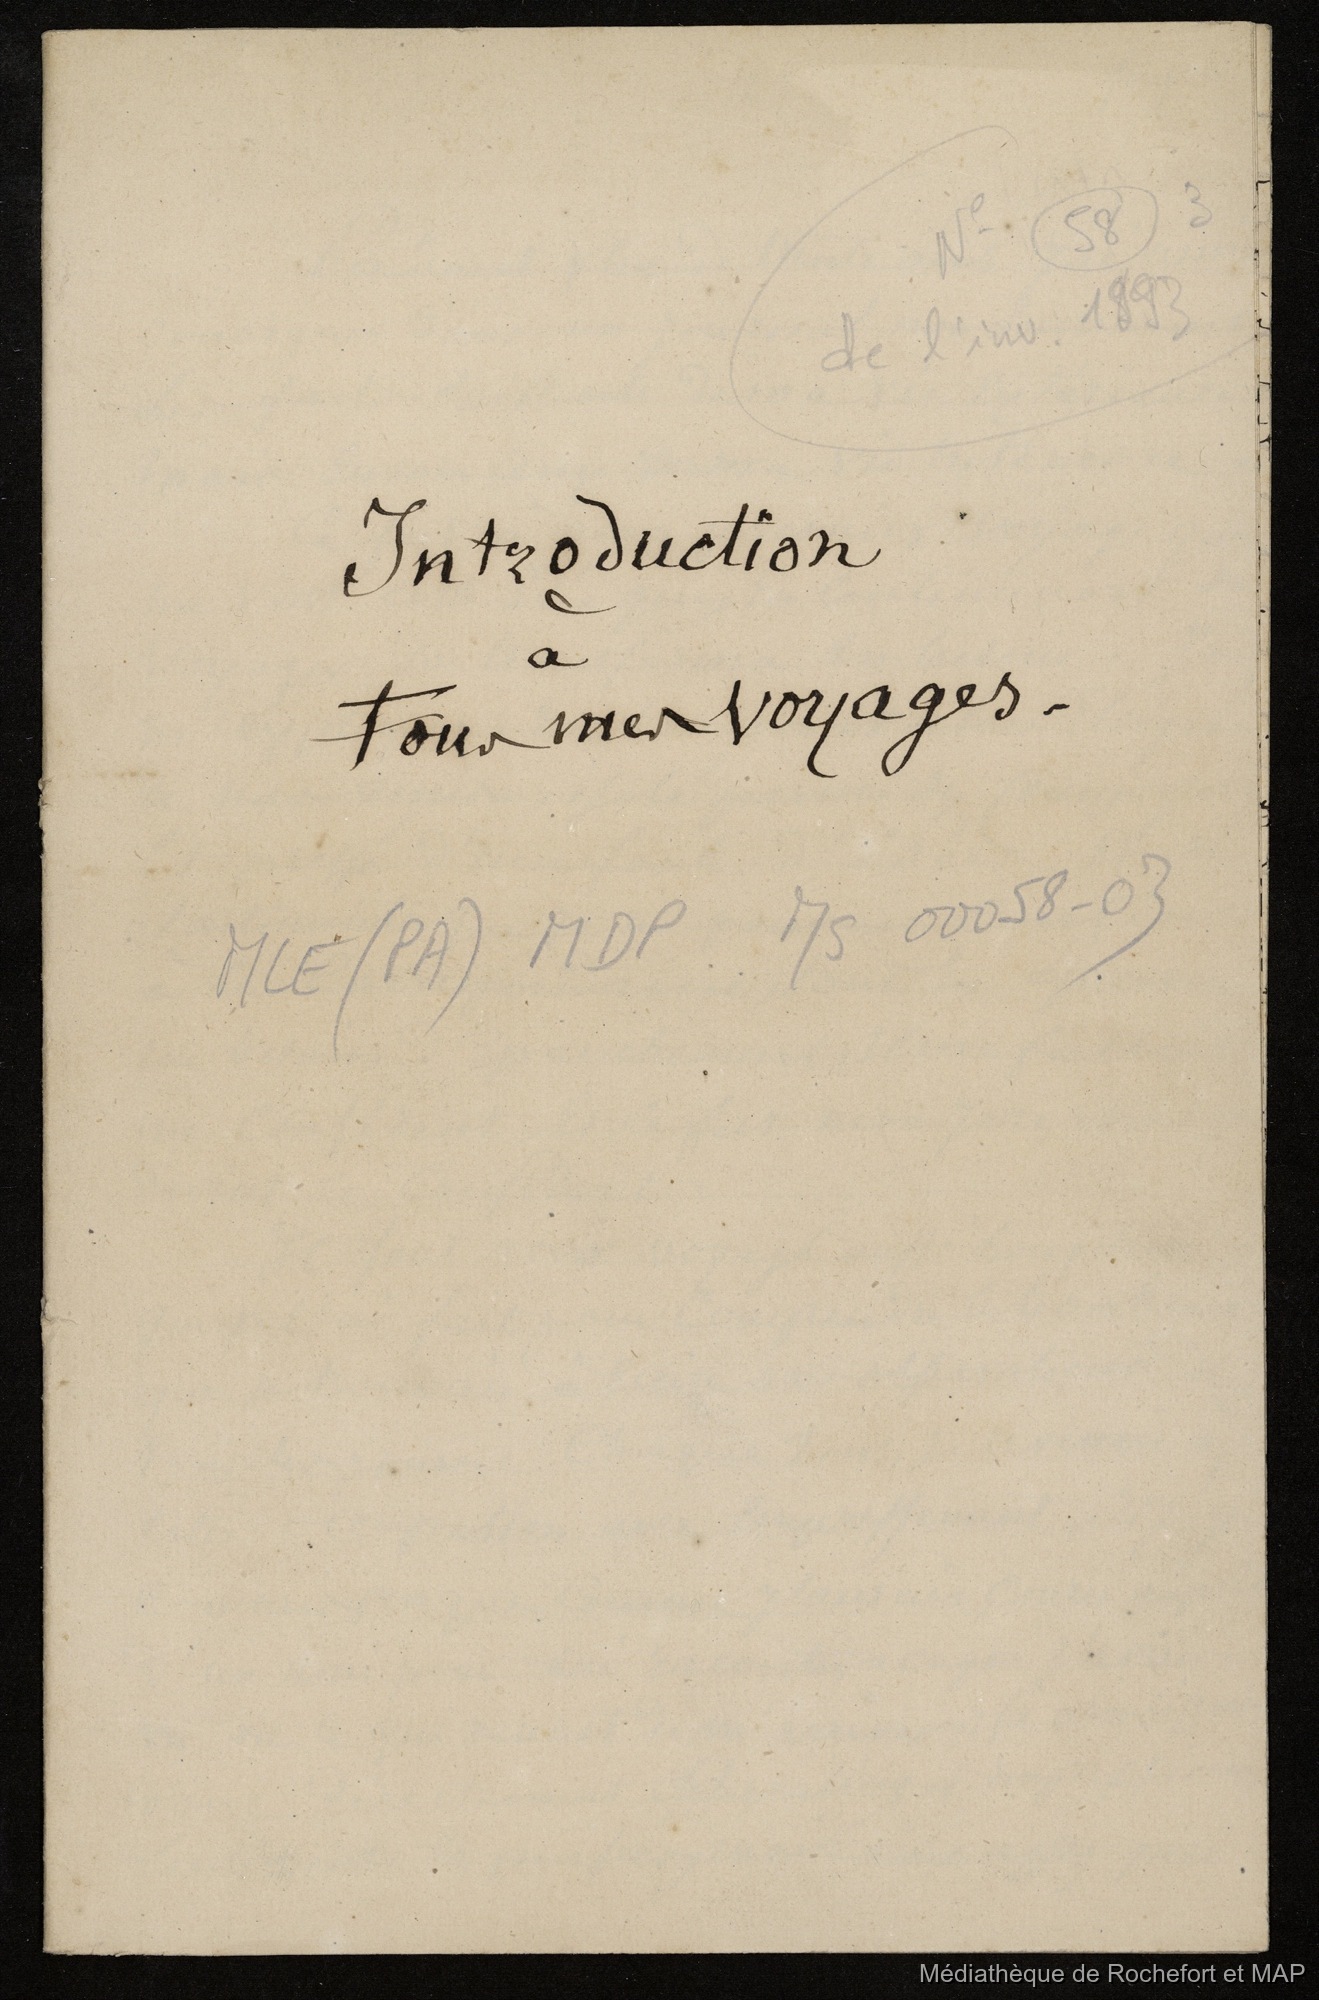 N° 58 3
de l'inv. 1893
Introduction
à
Tous mes voyages.
MLE (PA) MDP Ms 00058-03
Médiathèque de Rochefort et MAP